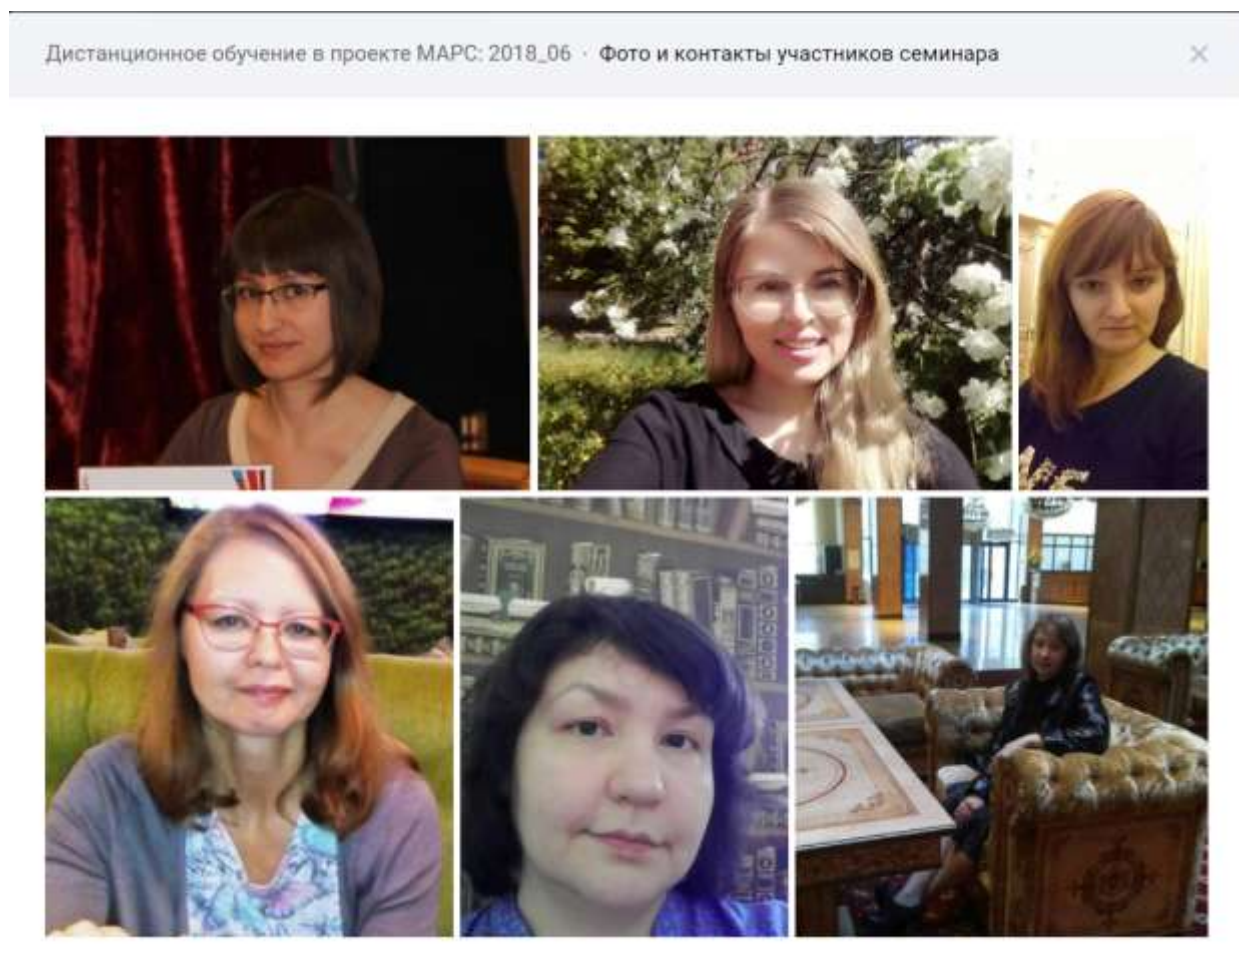 Дистанционное обучение в проекте МАРС: 2018_06 · Фото и контакты участников семинара